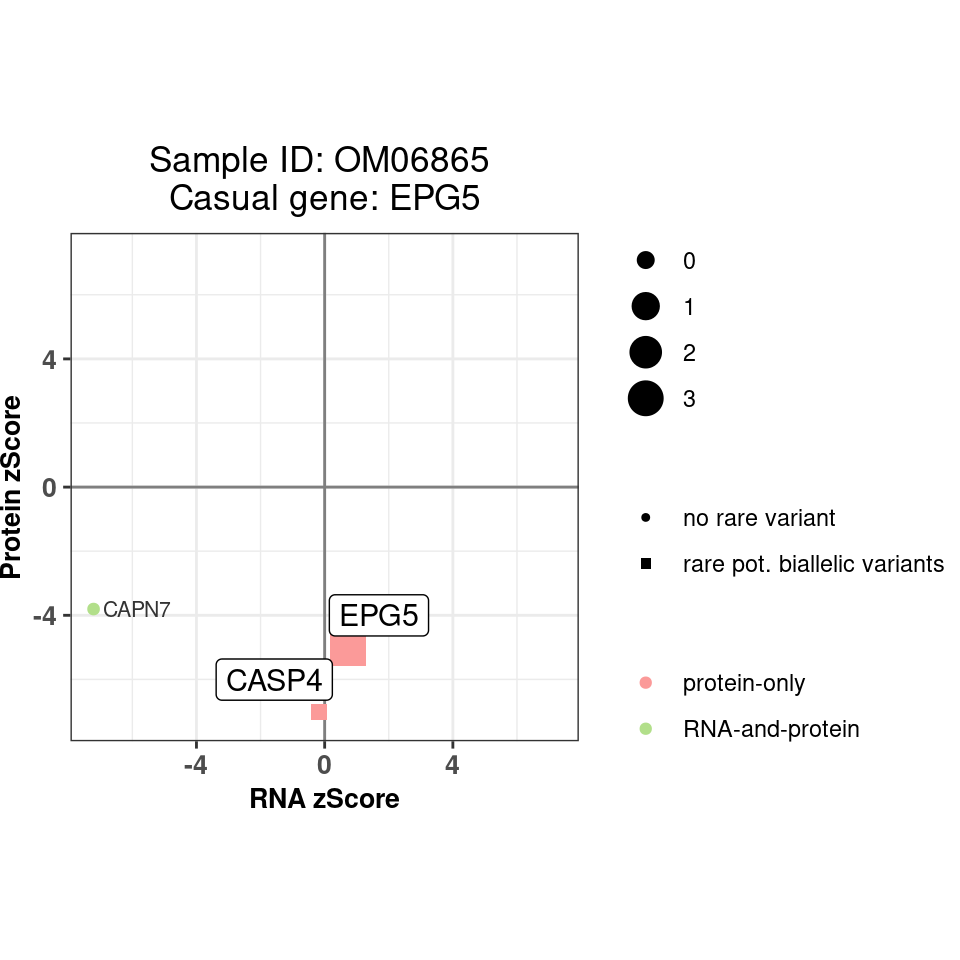 Sample ID: OM06865
Casual gene: EPG5
Protein zScore
4
0
-4
CAPN7
EPG5
CASP4
-4
0
4
RNA zScore
0
1
2
3
no rare variant
rare pot. biallelic variants
protein-only
RNA-and-protein